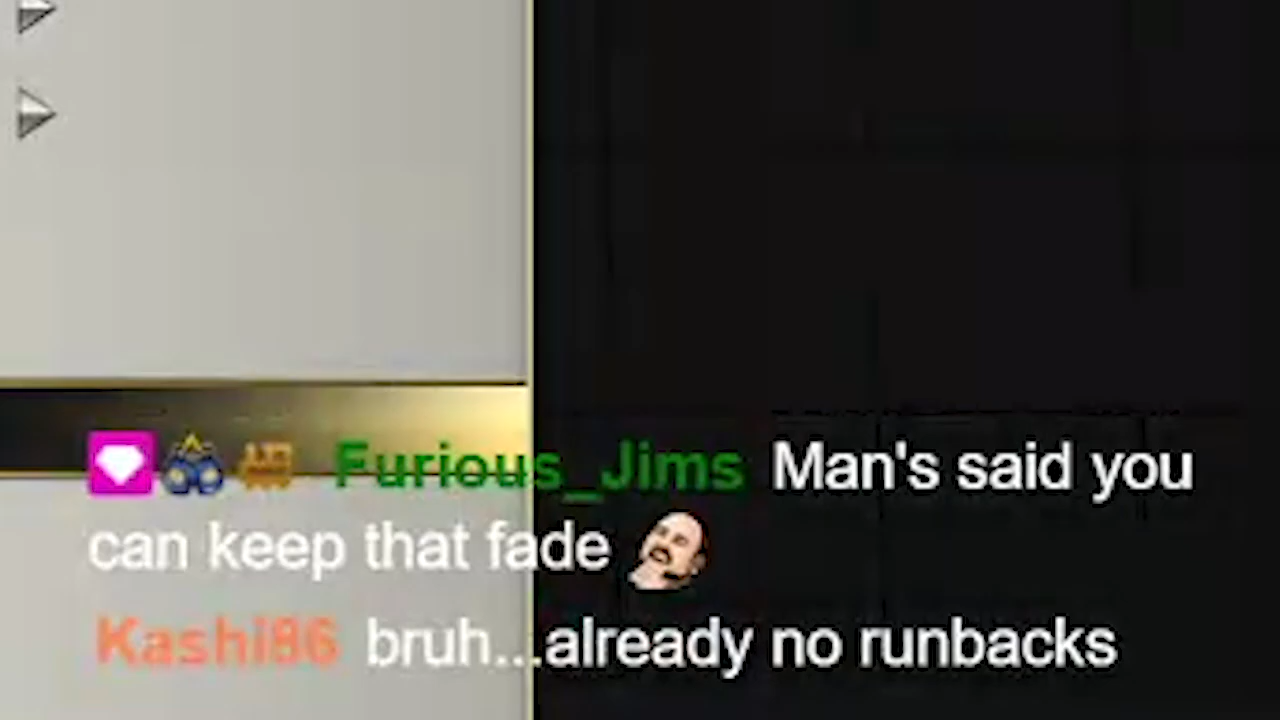 Furious_Jims Man's said you
can keep that fade
Kashi86 bruh...already no runbacks